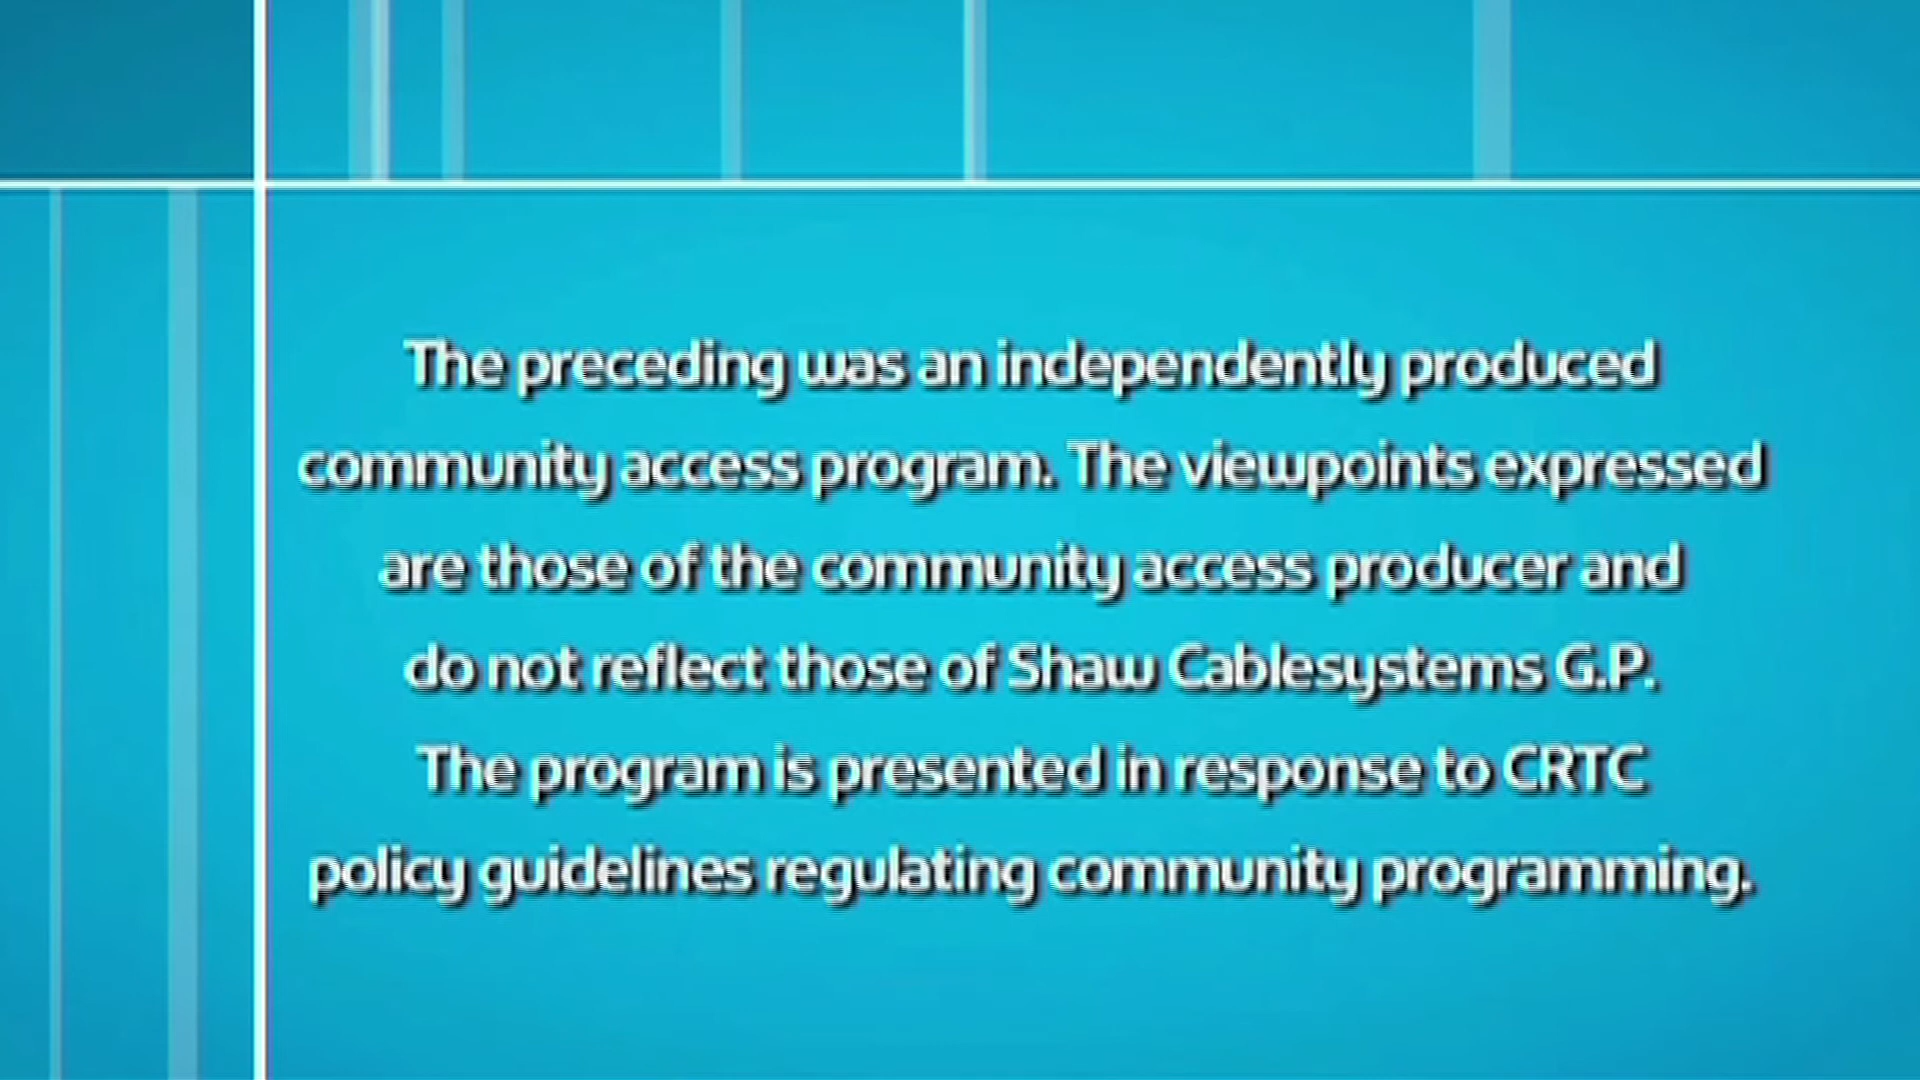 The preceding was an independently produced
community access program. The viewpoints expressed
are those of the community access producer and
do not reflect those of Shaw Cablesystems G.P.
The program is presented in response to CRTC
policy guidelines regulating community programming.